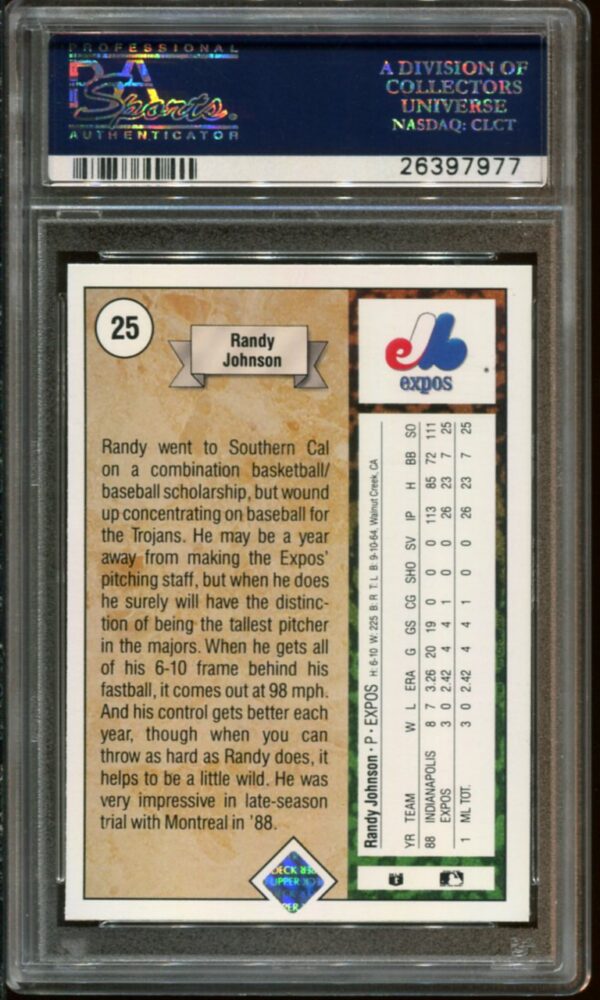 PROFESSIONAL
PSA
Sports
AUTHENTICATOR
A DIVISION OF
COLLECTORS
UNIVERSE
NASDAQ: CLCT
26397977
25
Randy
Johnson
Randy went to Southern Cal
on a combination basketball/
baseball scholarship, but wound
up concentrating on baseball for
the Trojans. He may be a year
away from making the Expos'
pitching staff, but when he does
he surely will have the distinc-
tion of being the tallest pitcher
in the majors. When he gets all
of his 6-10 frame behind his
fastball, it comes out at 98 mph.
And his control gets better each
year, though when you can
throw as hard as Randy does, it
helps to be a little wild. He was
very impressive in late-season
trial with Montreal in '88.
expos
Randy Johnson · P · EXPOS H: 6-10 W: 225 B: R T: L B: 9-10-64, Walnut Creek, CA
YR TEAM W L ERA G GS CG SHO SV IP H BB SO
88 INDIANAPOLIS 8 7 3.26 20 19 0 0 0 113 85 72 111
EXPOS 3 0 2.42 4 4 1 0 0 26 23 7 25
1 ML TOT. 3 0 2.42 4 4 1 0 0 26 23 7 25
DECK
UPPER DECK
PER